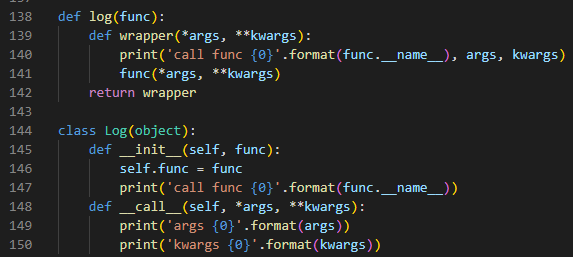 138 def log(func):
139     def wrapper(*args, **kwargs):
140         print('call func {0}'.format(func.__name__), args, kwargs)
141         func(*args, **kwargs)
142     return wrapper
143
144 class Log(object):
145     def __init__(self, func):
146         self.func = func
147         print('call func {0}'.format(func.__name__))
148     def __call__(self, *args, **kwargs):
149         print('args {0}'.format(args))
150         print('kwargs {0}'.format(kwargs))